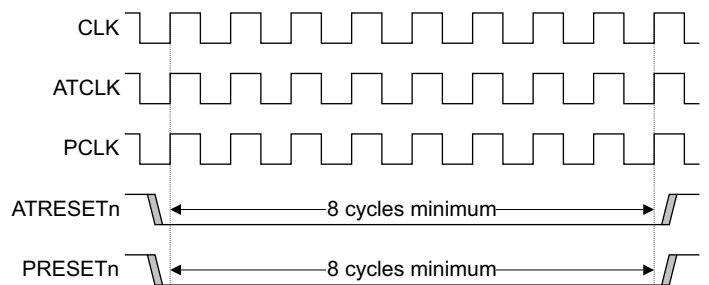 CLK
ATCLK
PCLK
ATRESETn 8 cycles minimum
PRESETn 8 cycles minimum